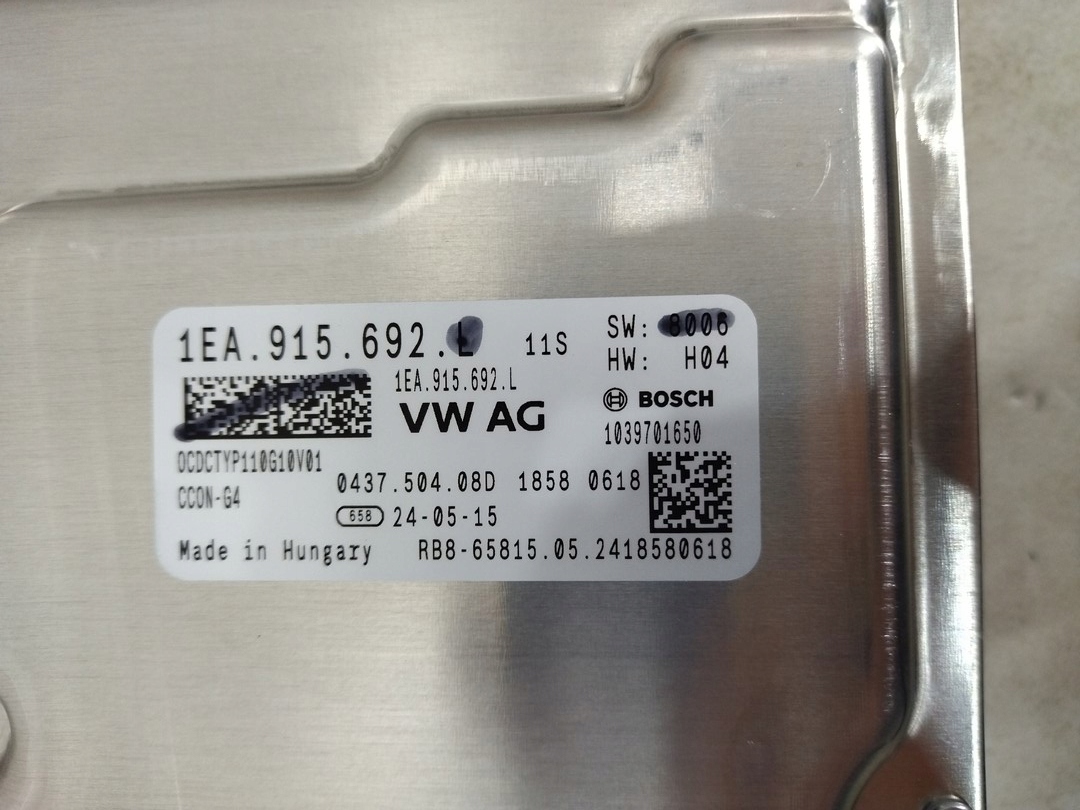 1EA.915.692.L 11S
SW: 8006
HW: H04
1EA.915.692.L
VW AG
BOSCH
1039701650
0CDCTYP110G10V01
CCON-G4
0437.504.08D 1858 0618
658 24-05-15
Made in Hungary RB8-65815.05.2418580618